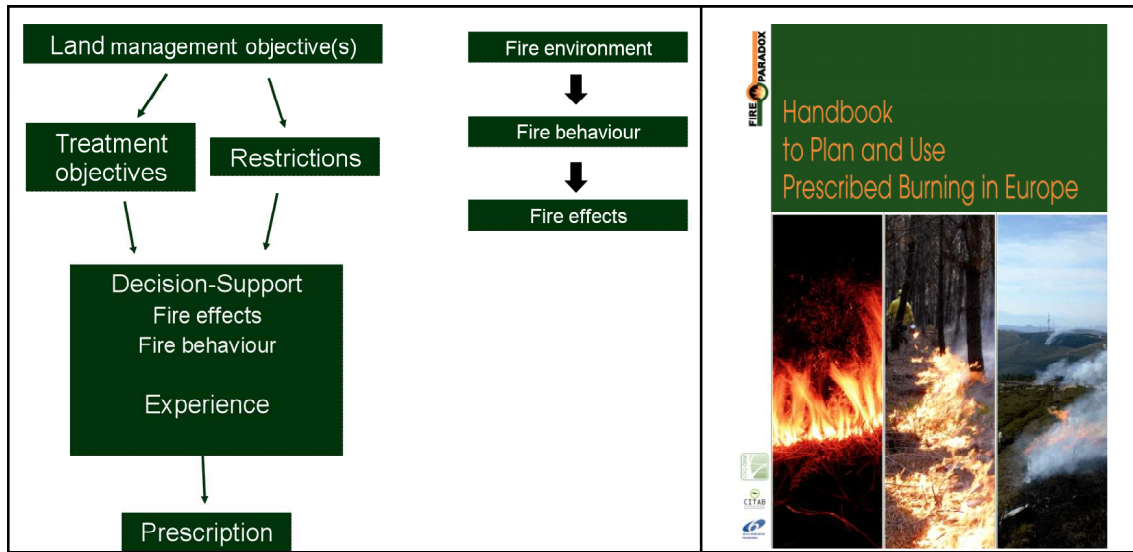 Land management objective(s)
Treatment
objectives
Restrictions
Decision-Support
Fire effects
Fire behaviour
Experience
Prescription
Fire environment
Fire behaviour
Fire effects
FIRE PARADOX
Handbook
to Plan and Use
Prescribed Burning in Europe
CITAB